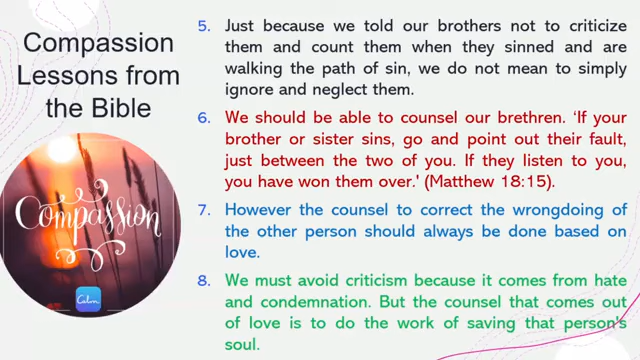 Compassion
Lessons from
the Bible
Compassion
Calm
5. Just because we told our brothers not to criticize
them and count them when they sinned and are
walking the path of sin, we do not mean to simply
ignore and neglect them.
6. We should be able to counsel our brethren. ‘If your
brother or sister sins, go and point out their fault,
just between the two of you. If they listen to you,
you have won them over.' (Matthew 18:15).
7. However the counsel to correct the wrongdoing of
the other person should always be done based on
love.
8. We must avoid criticism because it comes from hate
and condemnation. But the counsel that comes out
of love is to do the work of saving that person's
soul.